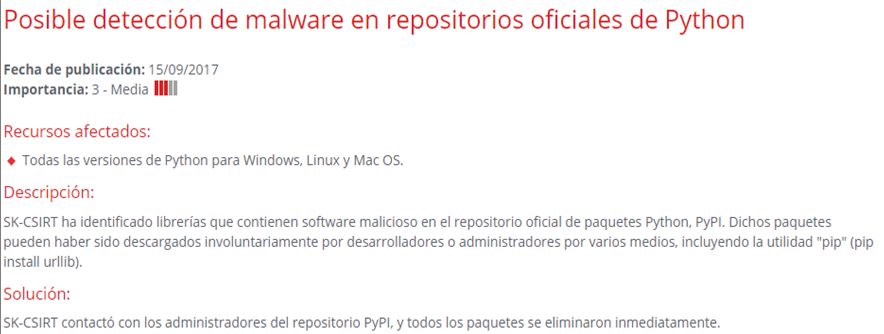 Posible detección de malware en repositorios oficiales de Python
Fecha de publicación: 15/09/2017
Importancia: 3 - Media
Recursos afectados:
Todas las versiones de Python para Windows, Linux y Mac OS.
Descripción:
SK-CSIRT ha identificado librerías que contienen software malicioso en el repositorio oficial de paquetes Python, PyPI. Dichos paquetes
pueden haber sido descargados involuntariamente por desarrolladores o administradores por varios medios, incluyendo la utilidad "pip" (pip
install urllib).
Solución:
SK-CSIRT contactó con los administradores del repositorio PyPI, y todos los paquetes se eliminaron inmediatamente.